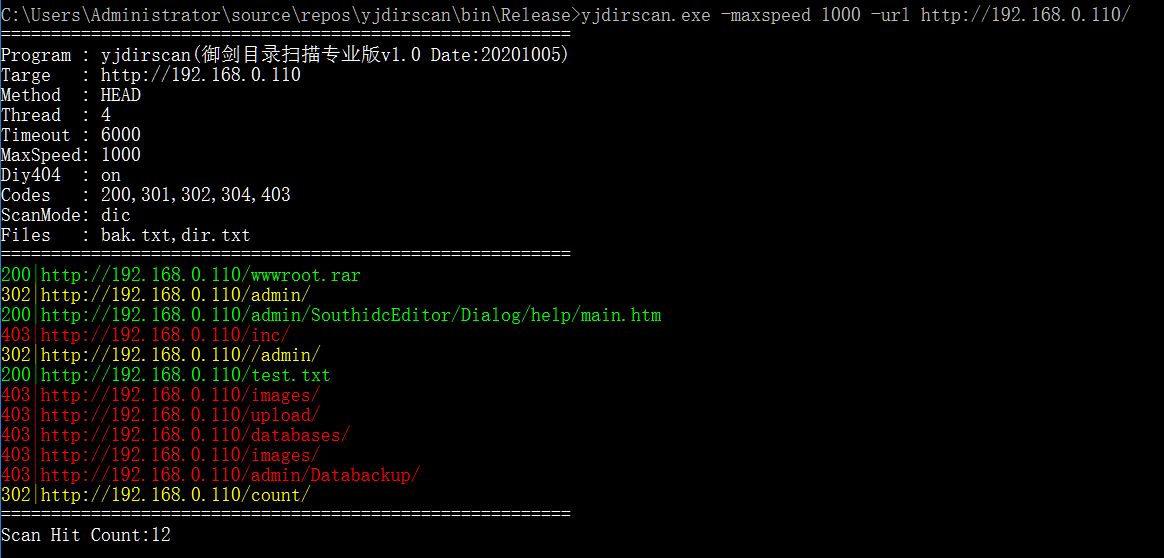 C:\Users\Administrator\source\repos\yjdirscan\bin\Release>yjdirscan.exe -maxspeed 1000 -url http://192.168.0.110/
=========================================================
Program : yjdirscan(御剑目录扫描专业版v1.0 Date:20201005)
Targe   : http://192.168.0.110
Method  : HEAD
Thread  : 4
Timeout : 6000
MaxSpeed: 1000
Diy404  : on
Codes   : 200,301,302,304,403
ScanMode: dic
Files   : bak.txt,dir.txt
=========================================================
200|http://192.168.0.110/wwwroot.rar
302|http://192.168.0.110/admin/
200|http://192.168.0.110/admin/SouthidcEditor/Dialog/help/main.htm
403|http://192.168.0.110/inc/
302|http://192.168.0.110//admin/
200|http://192.168.0.110/test.txt
403|http://192.168.0.110/images/
403|http://192.168.0.110/upload/
403|http://192.168.0.110/databases/
403|http://192.168.0.110/images/
403|http://192.168.0.110/admin/Databackup/
302|http://192.168.0.110/count/
=========================================================
Scan Hit Count:12